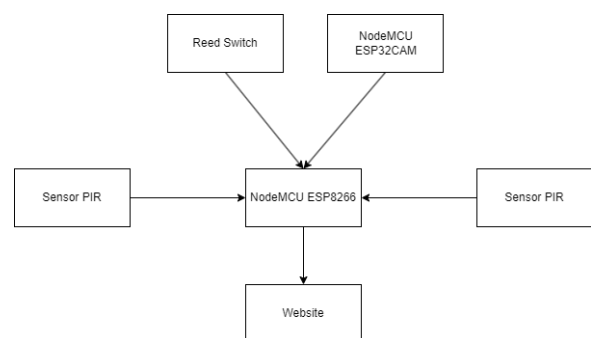 Reed Switch
NodeMCU
ESP32CAM
Sensor PIR
NodeMCU ESP8266
Sensor PIR
Website